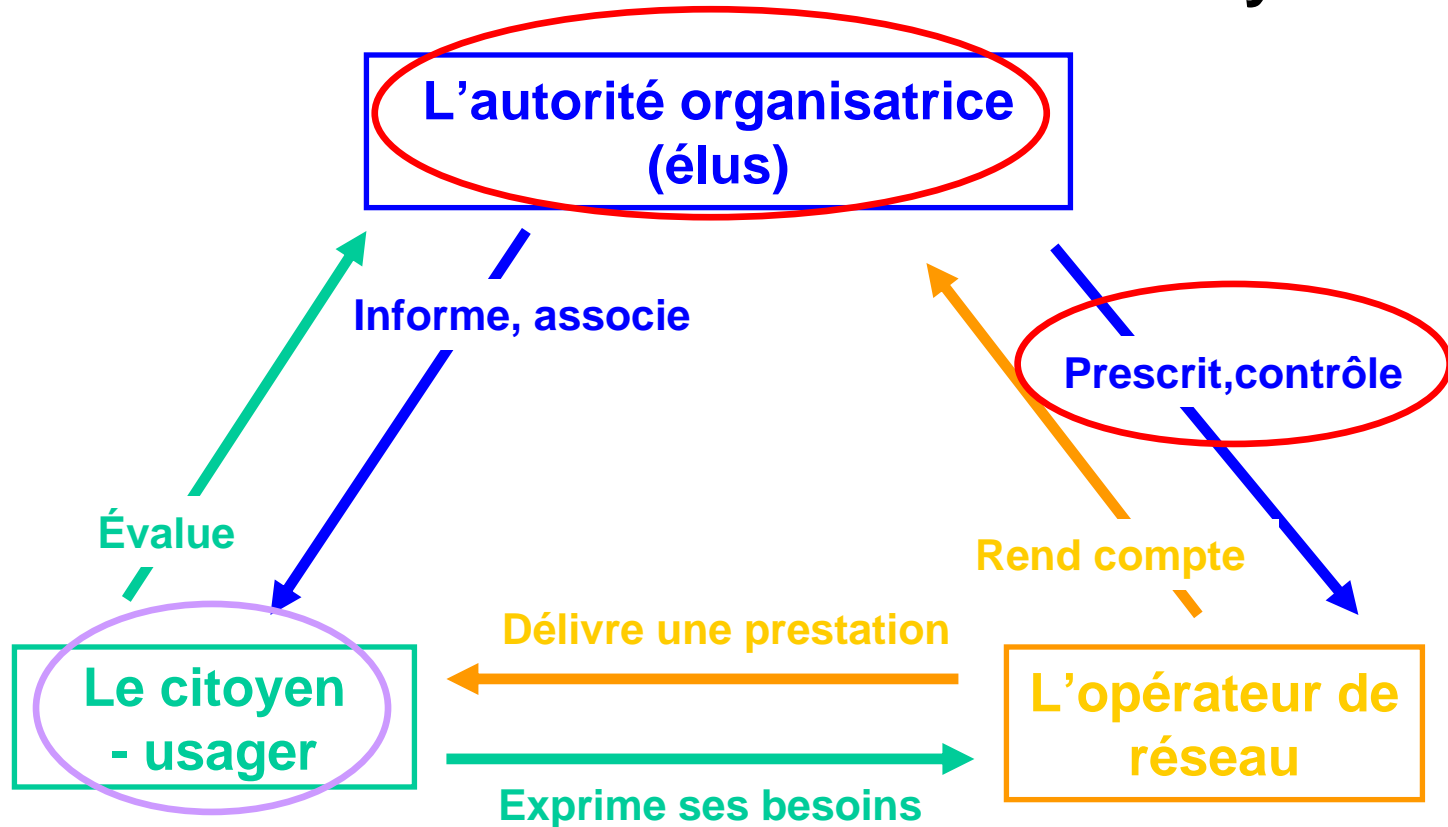 L'autorité organisatrice
(élus)
Informe, associe
Prescrit,contrôle
Évalue
Rend compte
Délivre une prestation
Le citoyen
- usager
L'opérateur de
réseau
Exprime ses besoins